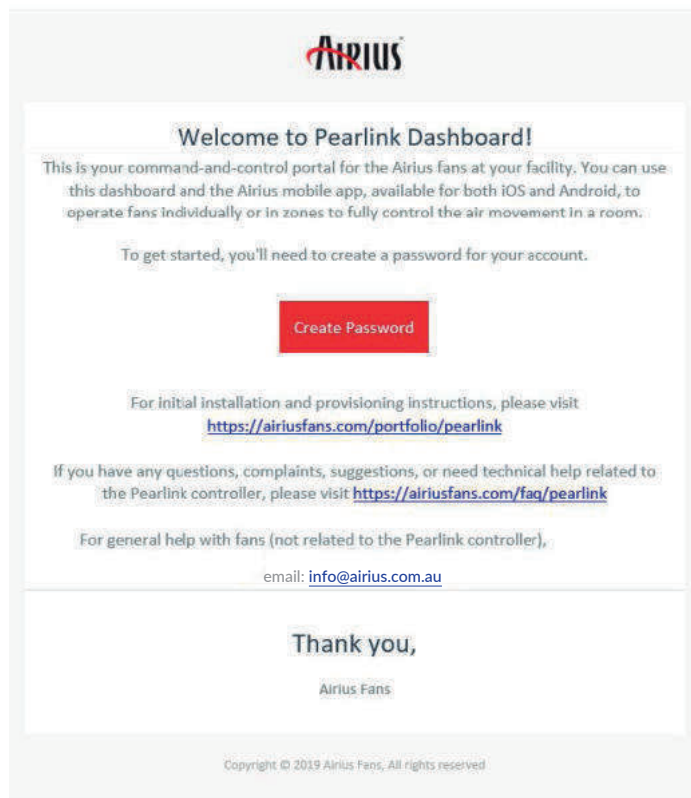 AIRIUS
Welcome to Pearlink Dashboard!
This is your command-and-control portal for the Airius fans at your facility. You can use
this dashboard and the Airius mobile app, available for both iOS and Android, to
operate fans individually or in zones to fully control the air movement in a room.
To get started, you'll need to create a password for your account.
Create Password
For initial installation and provisioning instructions, please visit
https://airiusfans.com/portfolio/pearlink
If you have any questions, complaints, suggestions, or need technical help related to
the Pearlink controller, please visit https://airiusfans.com/faq/pearlink
For general help with fans (not related to the Pearlink controller),
email: info@airius.com.au
Thank you,
Airius Fans
Copyright © 2019 Airius Fans, All rights reserved